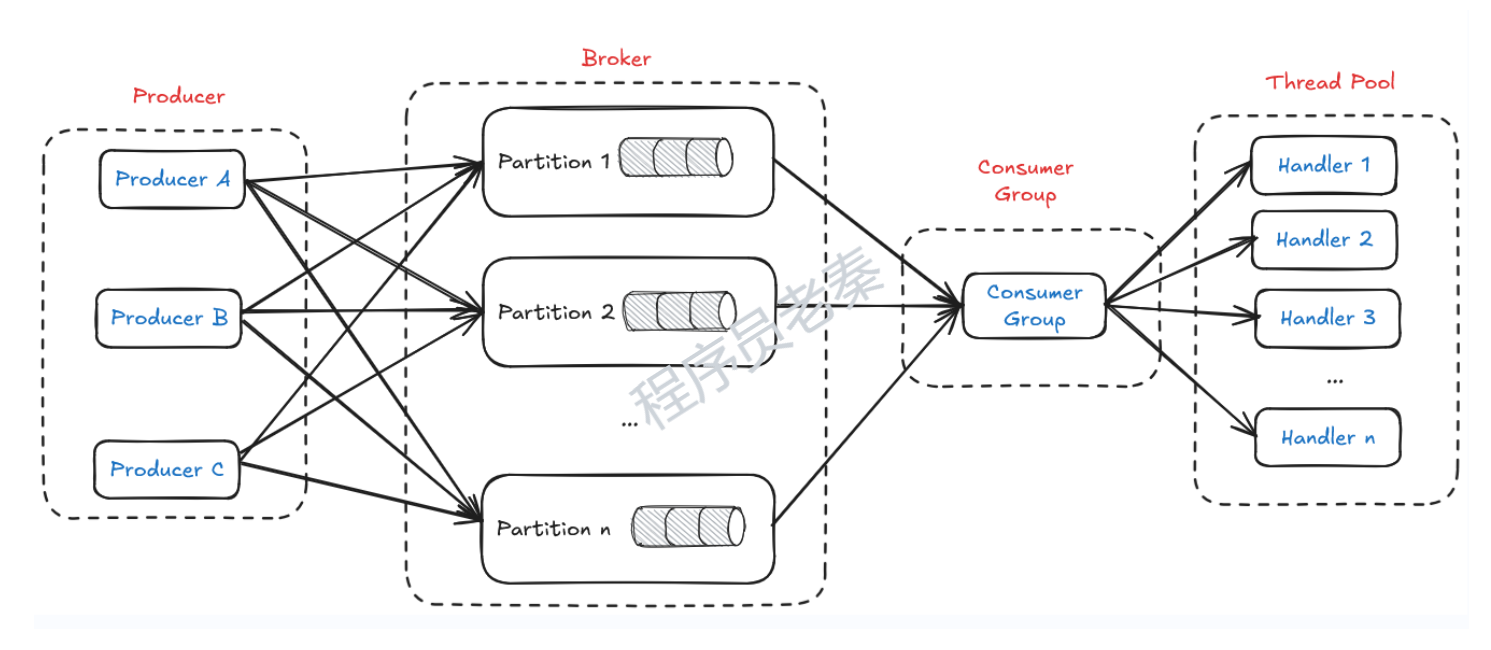 Producer
Producer A
Producer B
Producer C
Broker
Partition 1
Partition 2
...
Partition n
Consumer
Group
Consumer
Group
Thread Pool
Handler 1
Handler 2
Handler 3
...
Handler n
程序员老秦